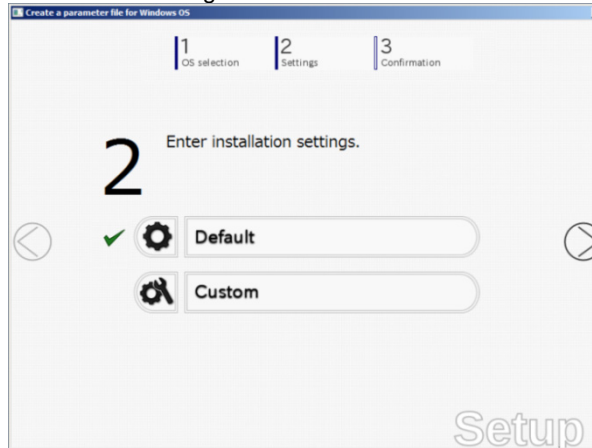 Create a parameter file for Windows OS
1
OS selection
2
Settings
3
Confirmation
2
Enter installation settings.
Default
Custom
Setup